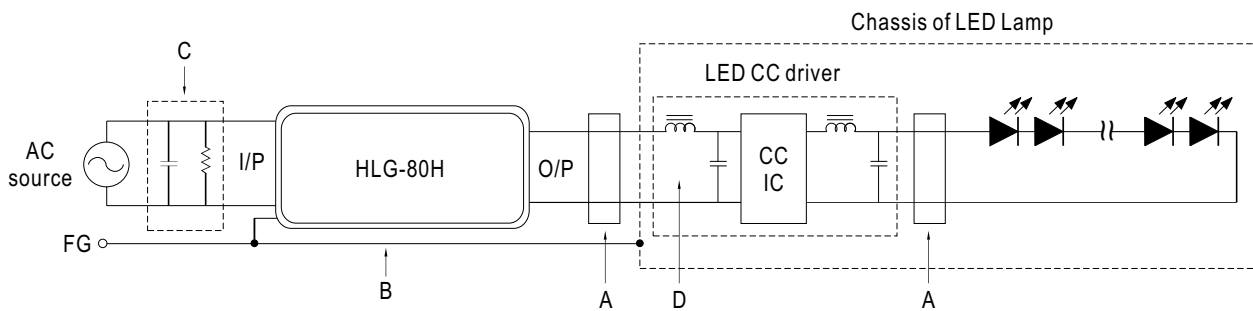 Chassis of LED Lamp
C
LED CC driver
AC
source
I/P
HLG-80H
O/P
CC
IC
FG
B
A
D
A